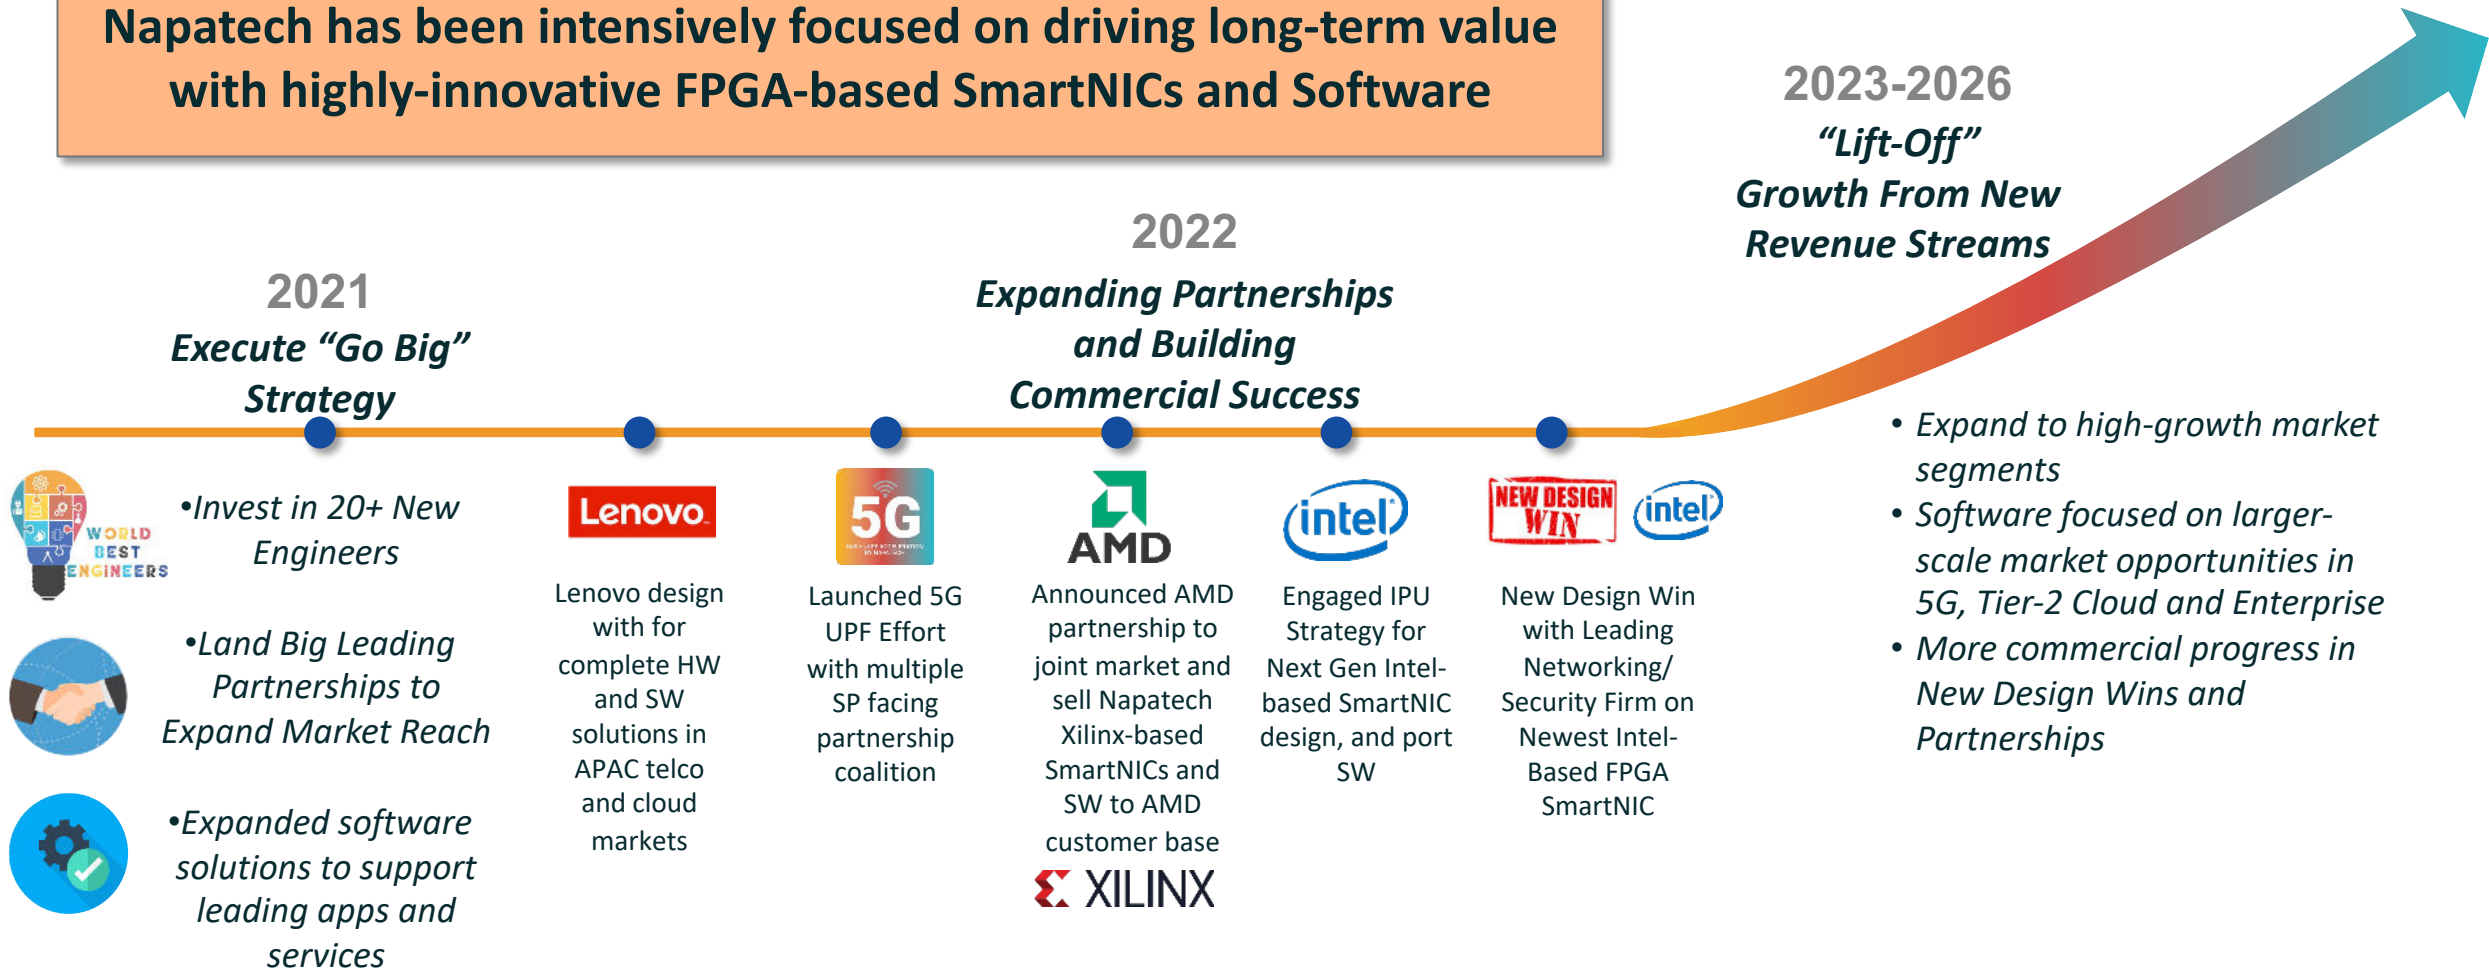 Napatech has been intensively focused on driving long-term value
with highly-innovative FPGA-based SmartNICs and Software
2021
Execute “Go Big”
Strategy
2022
Expanding Partnerships
and Building
Commercial Success
2023-2026
“Lift-Off”
Growth From New
Revenue Streams
WORLD
BEST
ENGINEERS
•Invest in 20+ New
Engineers
•Land Big Leading
Partnerships to
Expand Market Reach
•Expanded software
solutions to support
leading apps and
services
Lenovo
Lenovo design
with for
complete HW
and SW
solutions in
APAC telco
and cloud
markets
5G
Launched 5G
UPF Effort
with multiple
SP facing
partnership
coalition
AMD
Announced AMD
partnership to
joint market and
sell Napatech
Xilinx-based
SmartNICs and
SW to AMD
customer base
XILINX
intel
Engaged IPU
Strategy for
Next Gen Intel-
based SmartNIC
design, and port
SW
NEW DESIGN
WIN
intel
New Design Win
with Leading
Networking/
Security Firm on
Newest Intel-
Based FPGA
SmartNIC
• Expand to high-growth market
segments
• Software focused on larger-
scale market opportunities in
5G, Tier-2 Cloud and Enterprise
• More commercial progress in
New Design Wins and
Partnerships